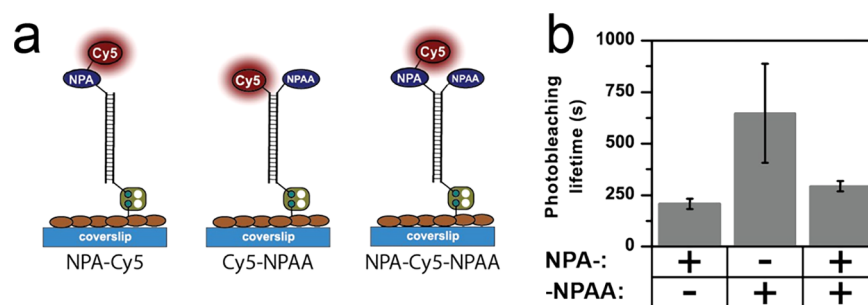 a
Cy5
NPA
coverslip
NPA-Cy5
Cy5
NPAA
coverslip
Cy5-NPAA
Cy5
NPA
NPAA
coverslip
NPA-Cy5-NPAA
b
Photobleaching
lifetime (s)
1000
750
500
250
0
NPA-: + - +
-NPAA: - + +